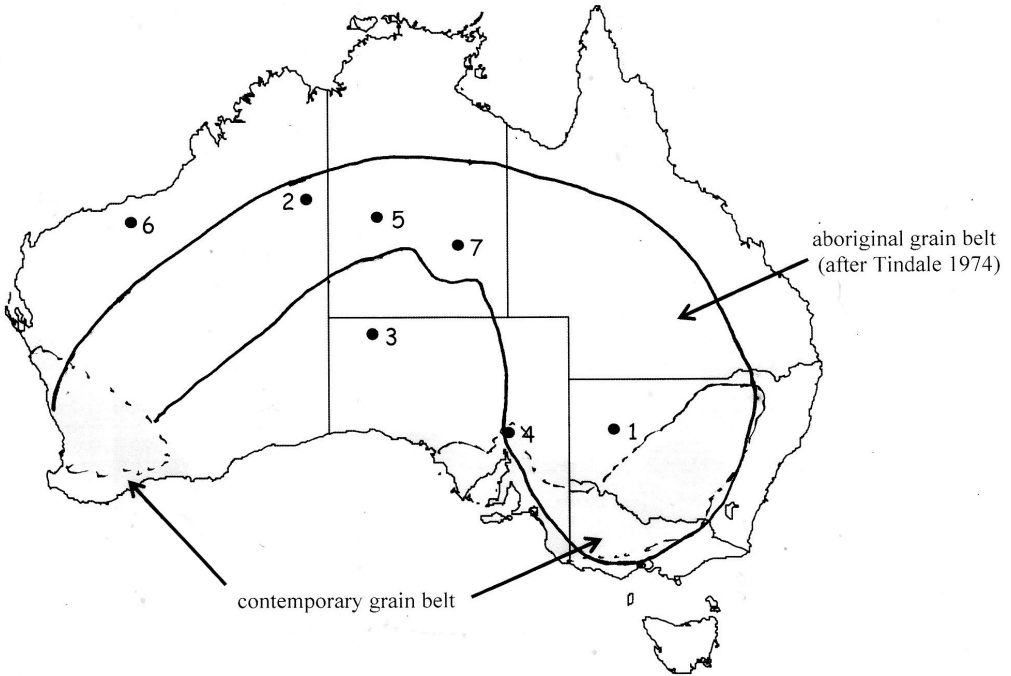 2
6
5
7
aboriginal grain belt
(after Tindale 1974)
3
4
1
contemporary grain belt